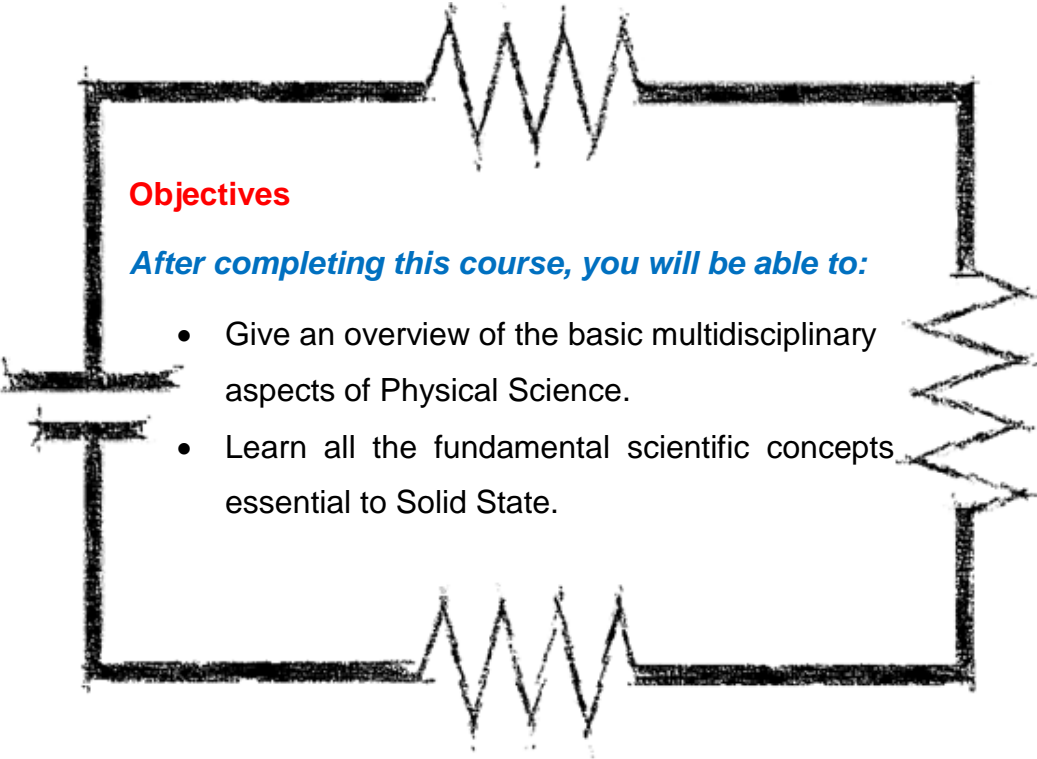 Objectives
After completing this course, you will be able to:
• Give an overview of the basic multidisciplinary
aspects of Physical Science.
• Learn all the fundamental scientific concepts
essential to Solid State.